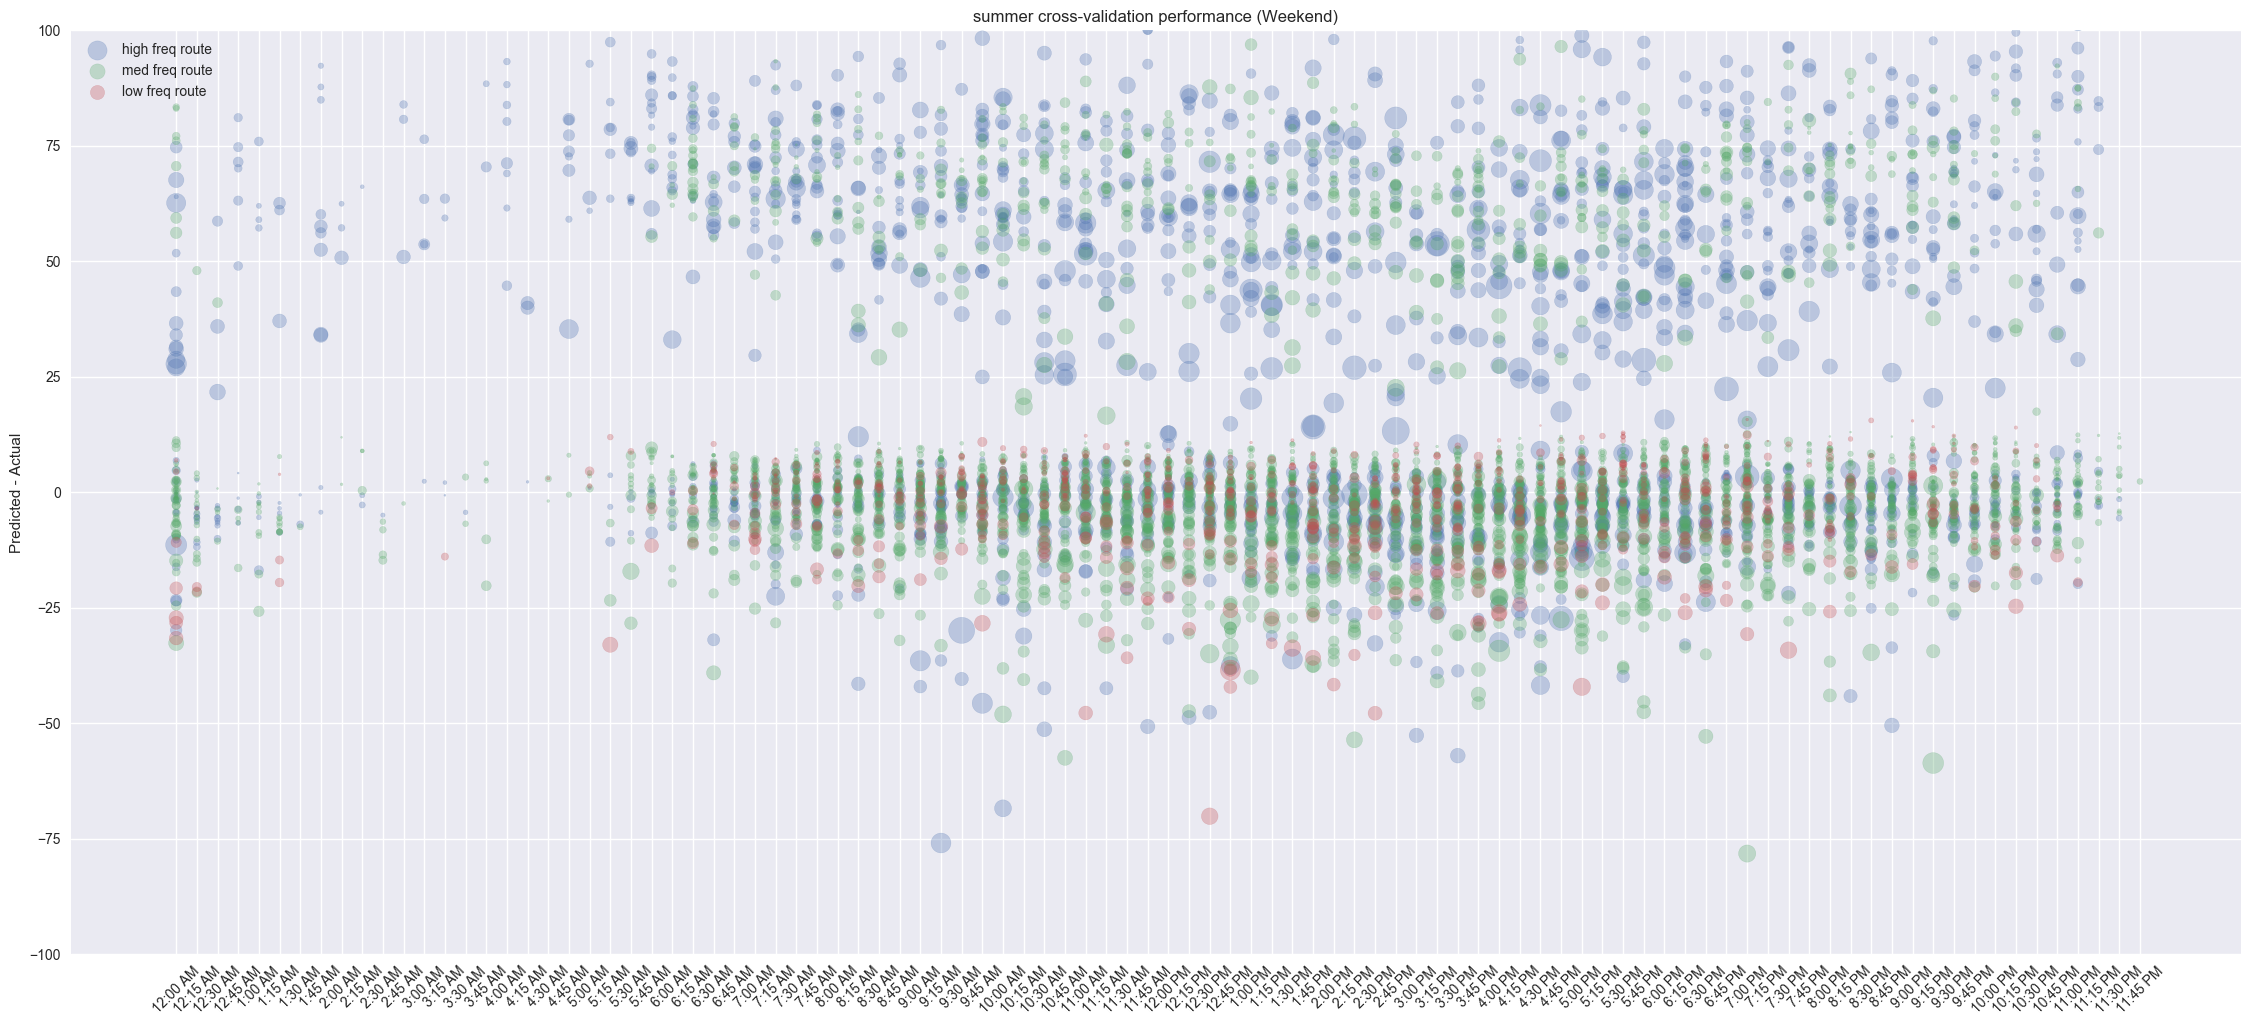 summer cross-validation performance (Weekend)
high freq route
med freq route
low freq route
Predicted - Actual
100
75
50
25
0
−25
−50
−75
−100
12:00 AM
12:15 AM
12:30 AM
12:45 AM
1:00 AM
1:15 AM
1:30 AM
1:45 AM
2:00 AM
2:15 AM
2:30 AM
2:45 AM
3:00 AM
3:15 AM
3:30 AM
3:45 AM
4:00 AM
4:15 AM
4:30 AM
4:45 AM
5:00 AM
5:15 AM
5:30 AM
5:45 AM
6:00 AM
6:15 AM
6:30 AM
6:45 AM
7:00 AM
7:15 AM
7:30 AM
7:45 AM
8:00 AM
8:15 AM
8:30 AM
8:45 AM
9:00 AM
9:15 AM
9:30 AM
9:45 AM
10:00 AM
10:15 AM
10:30 AM
10:45 AM
11:00 AM
11:15 AM
11:30 AM
11:45 AM
12:00 PM
12:15 PM
12:30 PM
12:45 PM
1:00 PM
1:15 PM
1:30 PM
1:45 PM
2:00 PM
2:15 PM
2:30 PM
2:45 PM
3:00 PM
3:15 PM
3:30 PM
3:45 PM
4:00 PM
4:15 PM
4:30 PM
4:45 PM
5:00 PM
5:15 PM
5:30 PM
5:45 PM
6:00 PM
6:15 PM
6:30 PM
6:45 PM
7:00 PM
7:15 PM
7:30 PM
7:45 PM
8:00 PM
8:15 PM
8:30 PM
8:45 PM
9:00 PM
9:15 PM
9:30 PM
9:45 PM
10:00 PM
10:15 PM
10:30 PM
10:45 PM
11:00 PM
11:15 PM
11:30 PM
11:45 PM